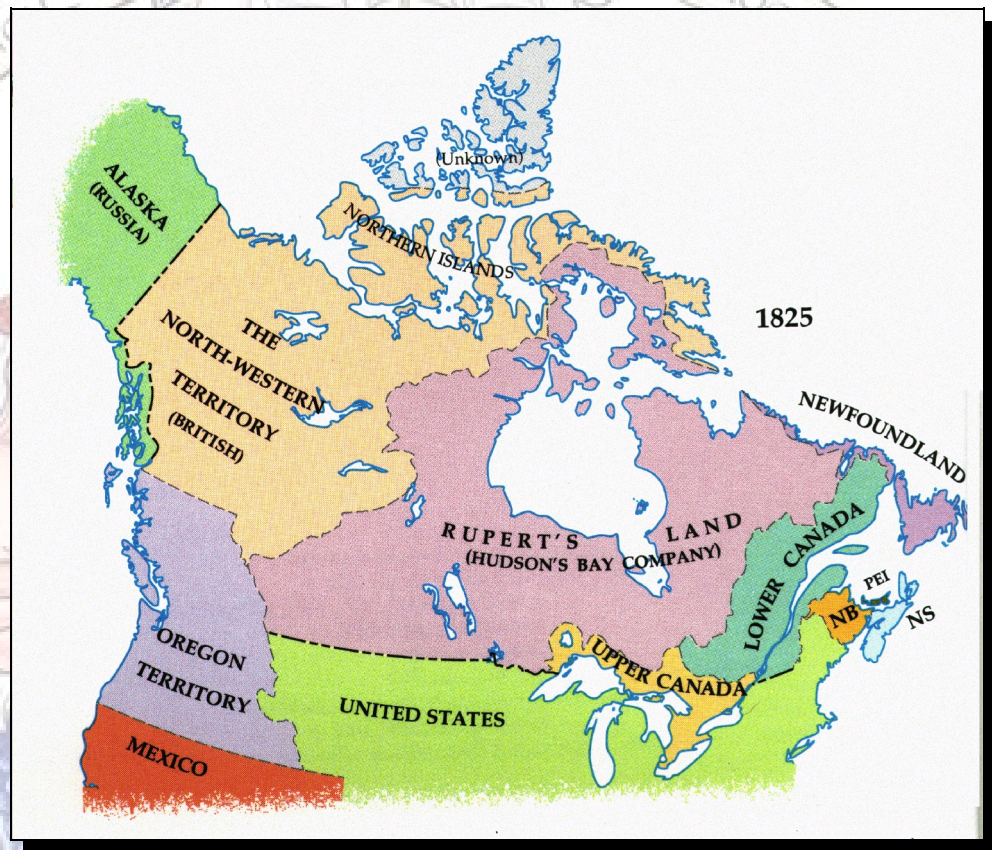 (Unknown)
ALASKA
(RUSSIA)
NORTHERN ISLANDS
1825
THE
NORTH-WESTERN
TERRITORY
(BRITISH)
NEWFOUNDLAND
RUPERT'S LAND
(HUDSON'S BAY COMPANY)
LOWER CANADA
PEI
NB
NS
OREGON
TERRITORY
UPPER CANADA
UNITED STATES
MEXICO